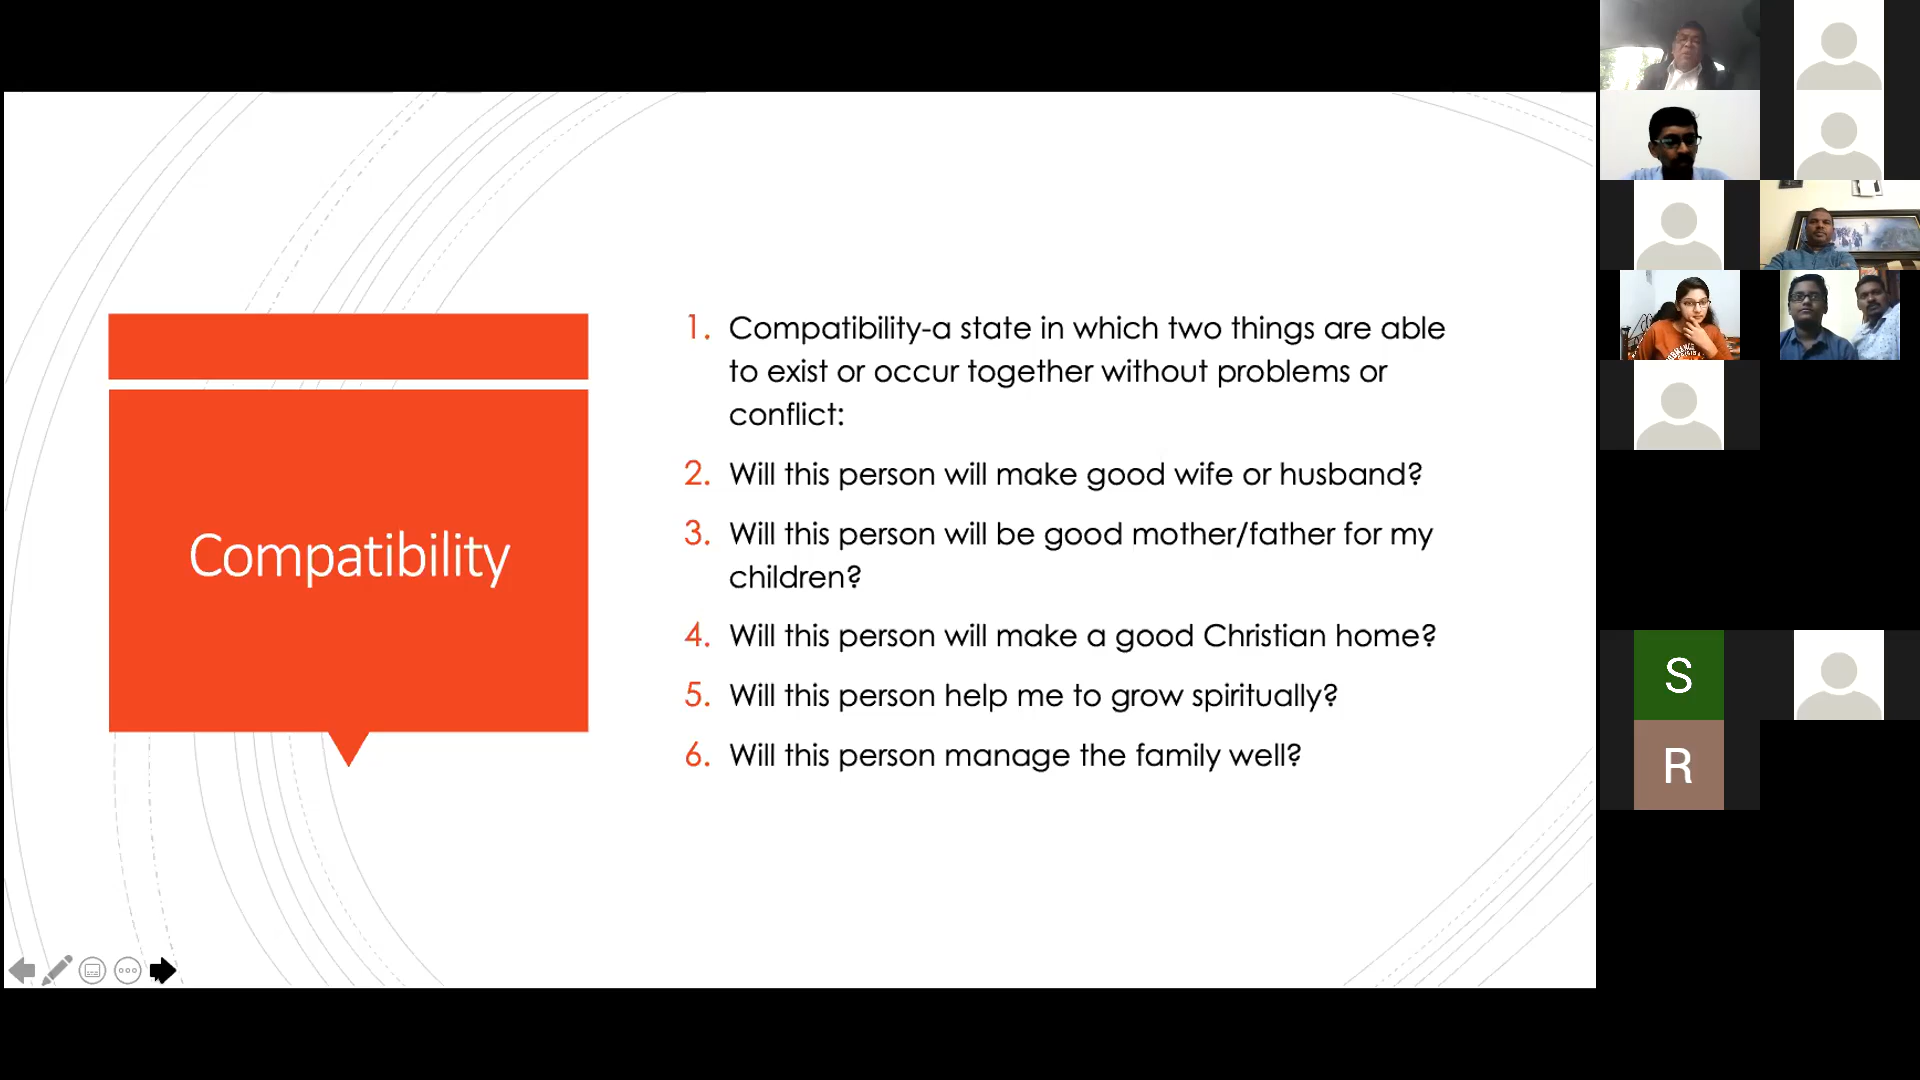 Compatibility
1. Compatibility-a state in which two things are able
to exist or occur together without problems or
conflict:
2. Will this person will make good wife or husband?
3. Will this person will be good mother/father for my
children?
4. Will this person will make a good Christian home?
5. Will this person help me to grow spiritually?
6. Will this person manage the family well?
S
R